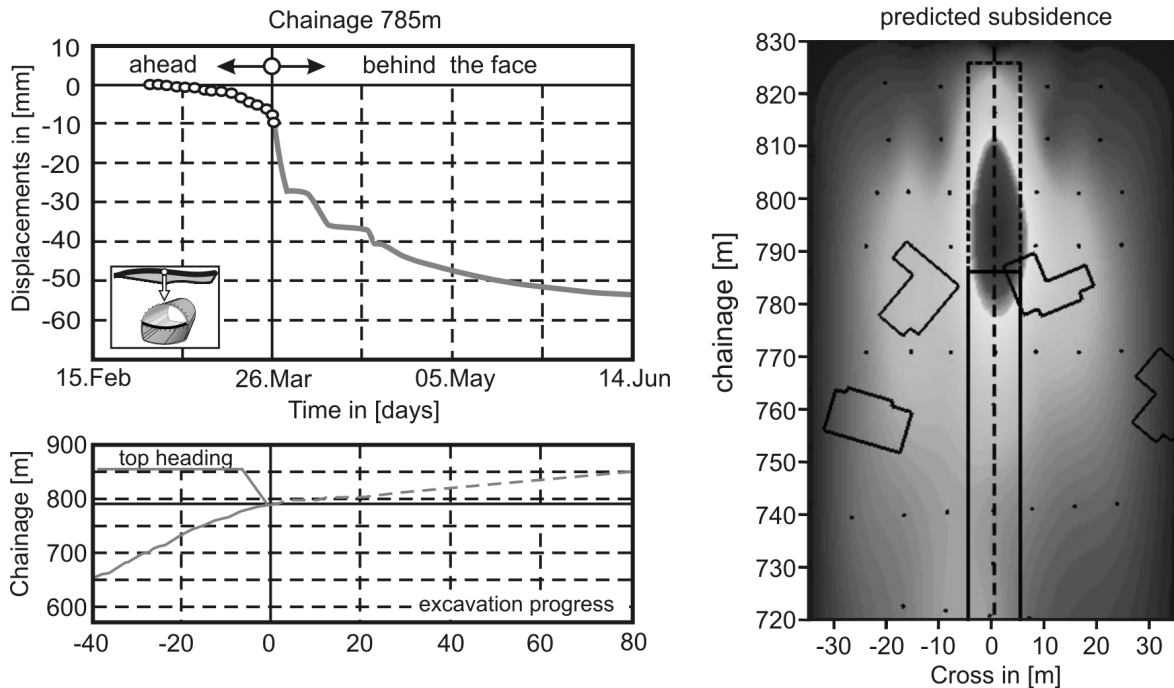 Chainage 785m
10
0
-10
-20
-30
-40
-50
-60
Displacements in [mm]
ahead
behind the face
15.Feb
26.Mar
05.May
14.Jun
Time in [days]
900
800
700
600
Chainage [m]
top heading
excavation progress
-40
-20
0
20
40
60
80
predicted subsidence
830
820
810
800
790
780
770
760
750
740
730
720
chainage [m]
-30
-20
-10
0
10
20
30
Cross in [m]